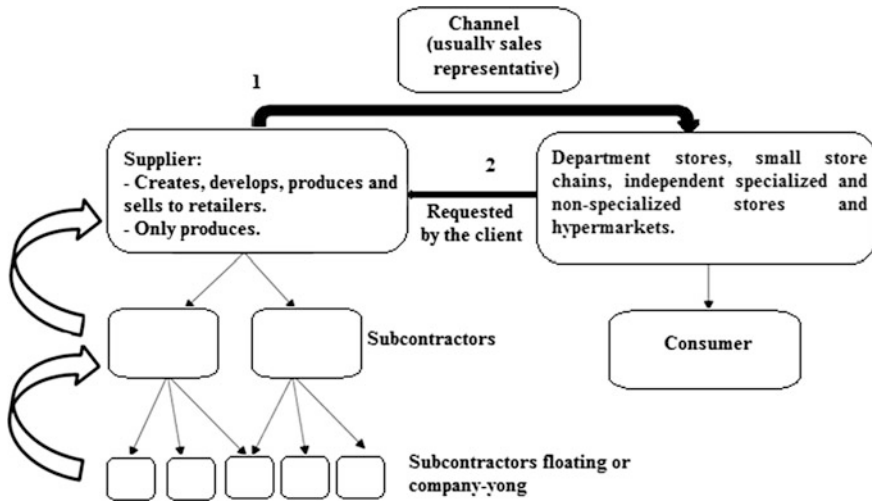 Channel
(usually sales
representative)
1
Supplier:
- Creates, develops, produces and
sells to retailers.
- Only produces.
2
Requested
by the client
Department stores, small store
chains, independent specialized and
non-specialized stores and
hypermarkets.
Subcontractors
Consumer
Subcontractors floating or
company-yong